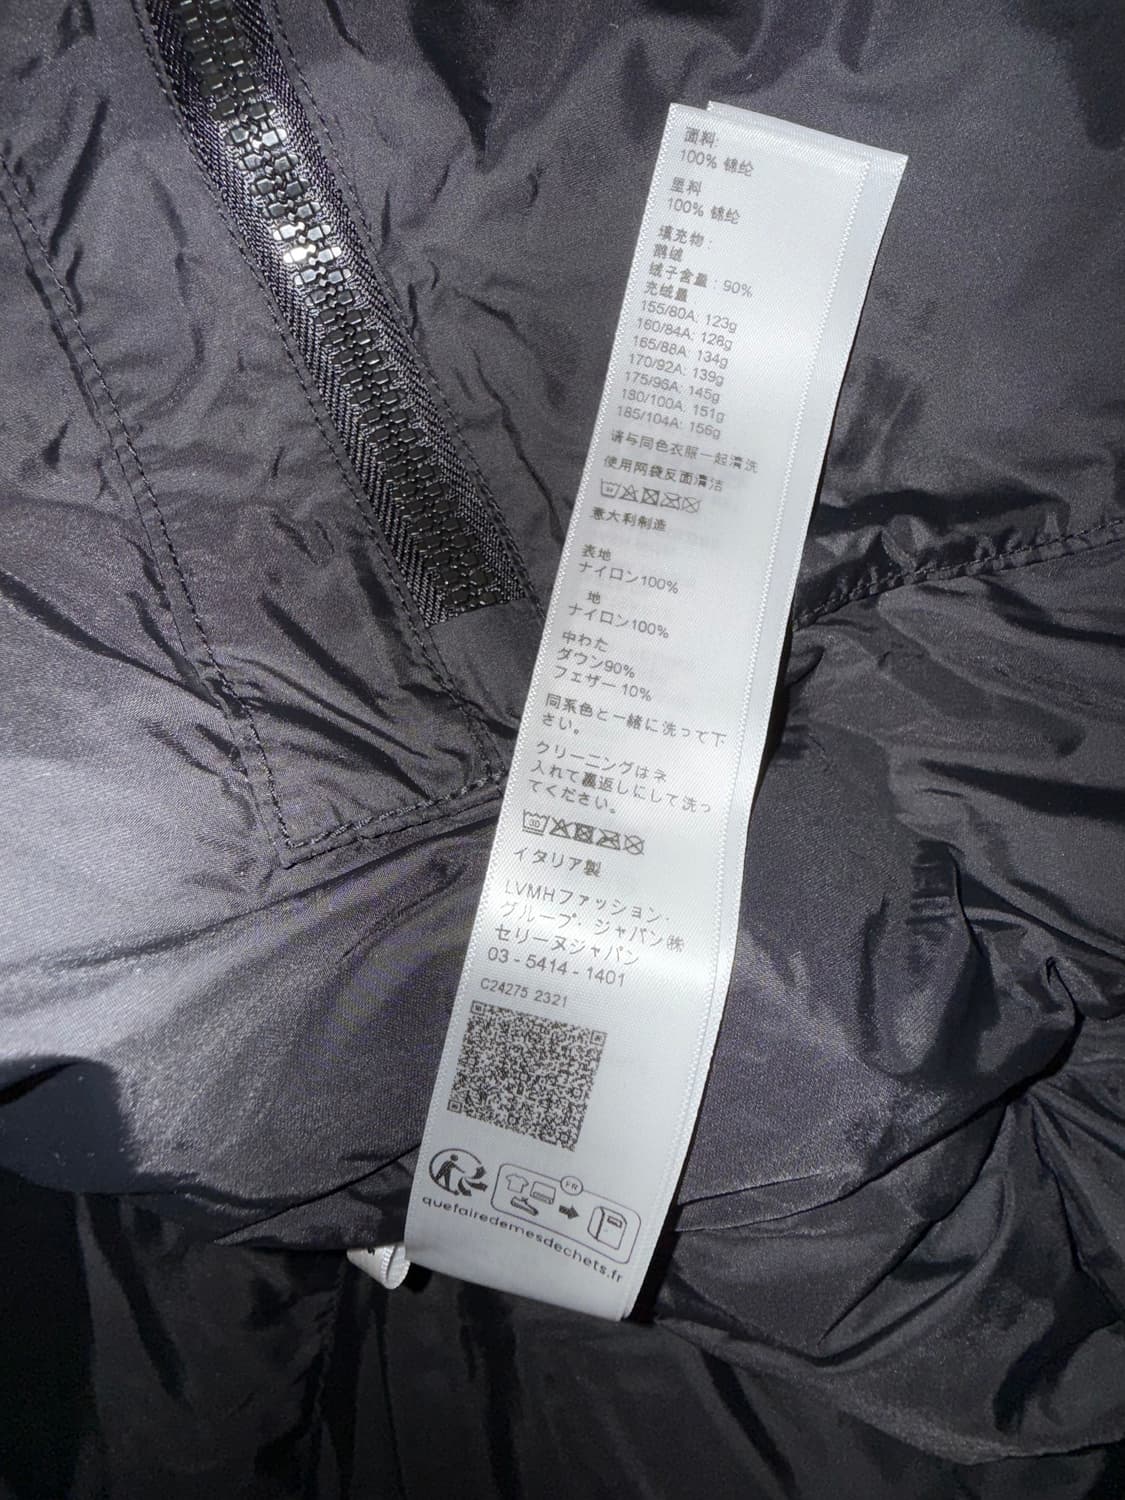 面料:
100% 锦纶
里料
100% 锦纶
填充物:
鹅绒
绒子含量: 90%
充绒量
155/80A: 123g
160/84A: 128g
165/88A: 134g
170/92A: 139g
175/96A: 145g
180/100A: 151g
185/104A: 156g
请与同色衣服一起清洗
使用网袋反面清洁
意大利制造
表地
ナイロン100%
地
ナイロン100%
中わた
ダウン90%
フェザー10%
同系色と一緒に洗って下
さい。
クリーニングはネ
入れて裏返しにして洗っ
てください。
30
イタリア製
LVMHファッション・
グループ・ジャパン㈱
セリーヌジャパン
03 - 5414 - 1401
C24275 2321
FR
quefairedemesdechets.fr